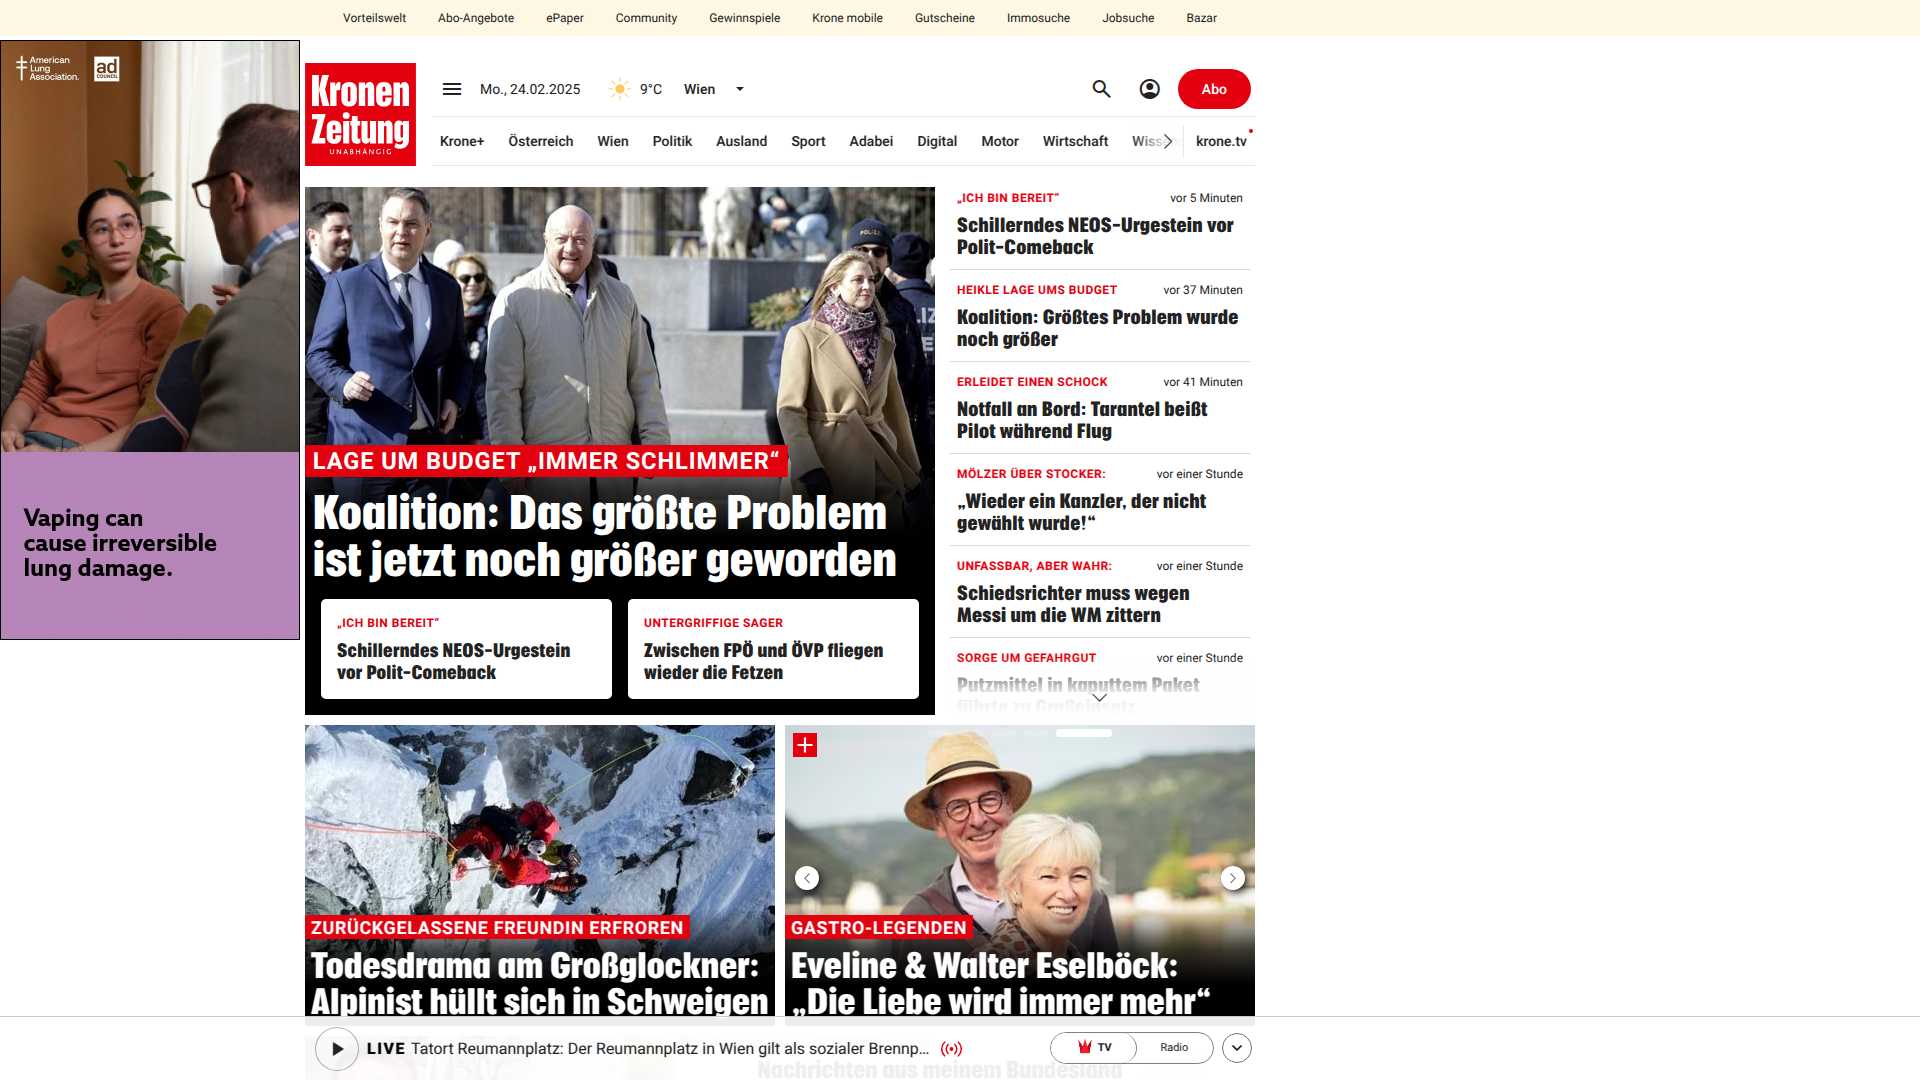 Vorteilswelt
Abo-Angebote
ePaper
Community
Gewinnspiele
Krone mobile
Gutscheine
Immosuche
Jobsuche
Bazar
American
Lung
Association.
ad
COUNCIL
Vaping can
cause irreversible
lung damage.
Kronen
Zeitung
UNABHÄNGIG
Mo., 24.02.2025
9°C
Wien
Abo
Krone+
Österreich
Wien
Politik
Ausland
Sport
Adabei
Digital
Motor
Wirtschaft
Wiss
krone.tv
POLIZEI
LAGE UM BUDGET „IMMER SCHLIMMER“
Koalition: Das größte Problem
ist jetzt noch größer geworden
„ICH BIN BEREIT“
Schillerndes NEOS-Urgestein
vor Polit-Comeback
UNTERGRIFFIGE SAGER
Zwischen FPÖ und ÖVP fliegen
wieder die Fetzen
„ICH BIN BEREIT“
vor 5 Minuten
Schillerndes NEOS-Urgestein vor
Polit-Comeback
HEIKLE LAGE UMS BUDGET
vor 37 Minuten
Koalition: Größtes Problem wurde
noch größer
ERLEIDET EINEN SCHOCK
vor 41 Minuten
Notfall an Bord: Tarantel beißt
Pilot während Flug
MÖLZER ÜBER STOCKER:
vor einer Stunde
„Wieder ein Kanzler, der nicht
gewählt wurde!“
UNFASSBAR, ABER WAHR:
vor einer Stunde
Schiedsrichter muss wegen
Messi um die WM zittern
SORGE UM GEFAHRGUT
vor einer Stunde
Putzmittel in kaputtem Paket
führte zu Großeinsatz
ZURÜCKGELASSENE FREUNDIN ERFROREN
Todesdrama am Großglockner:
Alpinist hüllt sich in Schweigen
GASTRO-LEGENDEN
Eveline & Walter Eselböck:
„Die Liebe wird immer mehr“
LIVE Tatort Reumannplatz: Der Reumannplatz in Wien gilt als sozialer Brennp...
TV
Radio
Nachrichten aus meinem Bundesland